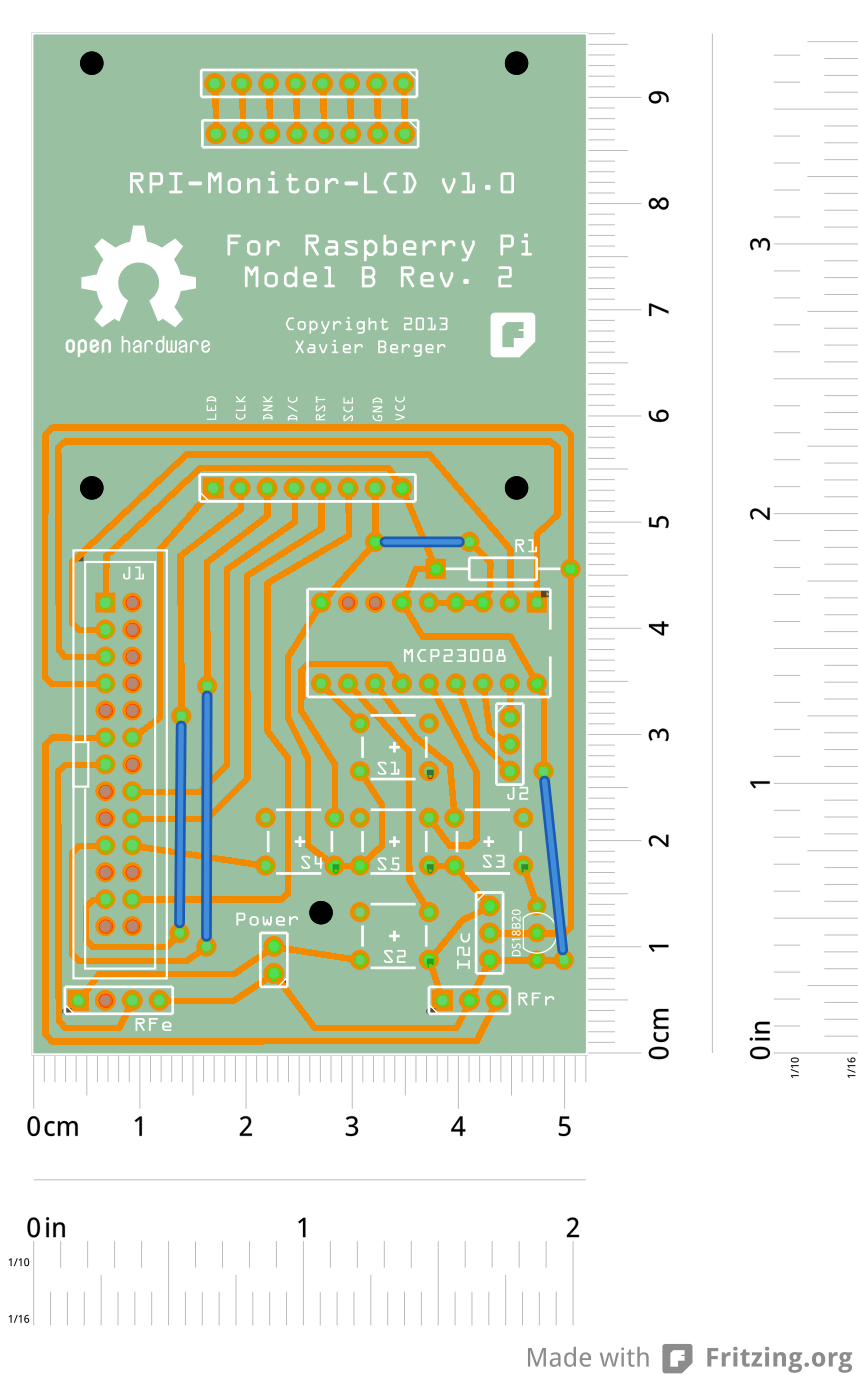 RPI-Monitor-LCD v1.0
For Raspberry Pi
Model B Rev. 2
open hardware
Copyright 2013
Xavier Berger
LED CLK DNK D/C RST SCE GND VCC
R1
J1
MCP23008
S1
J2
S4 S5 S3
Power
DS18B20
I2c
S2
RFe
RFr
9
8
7
6
5
4
3
2
1
0cm
3
2
1
0in
1/10
1/16
0cm 1 2 3 4 5
0in 1 2
1/10
1/16
Made with Fritzing.org